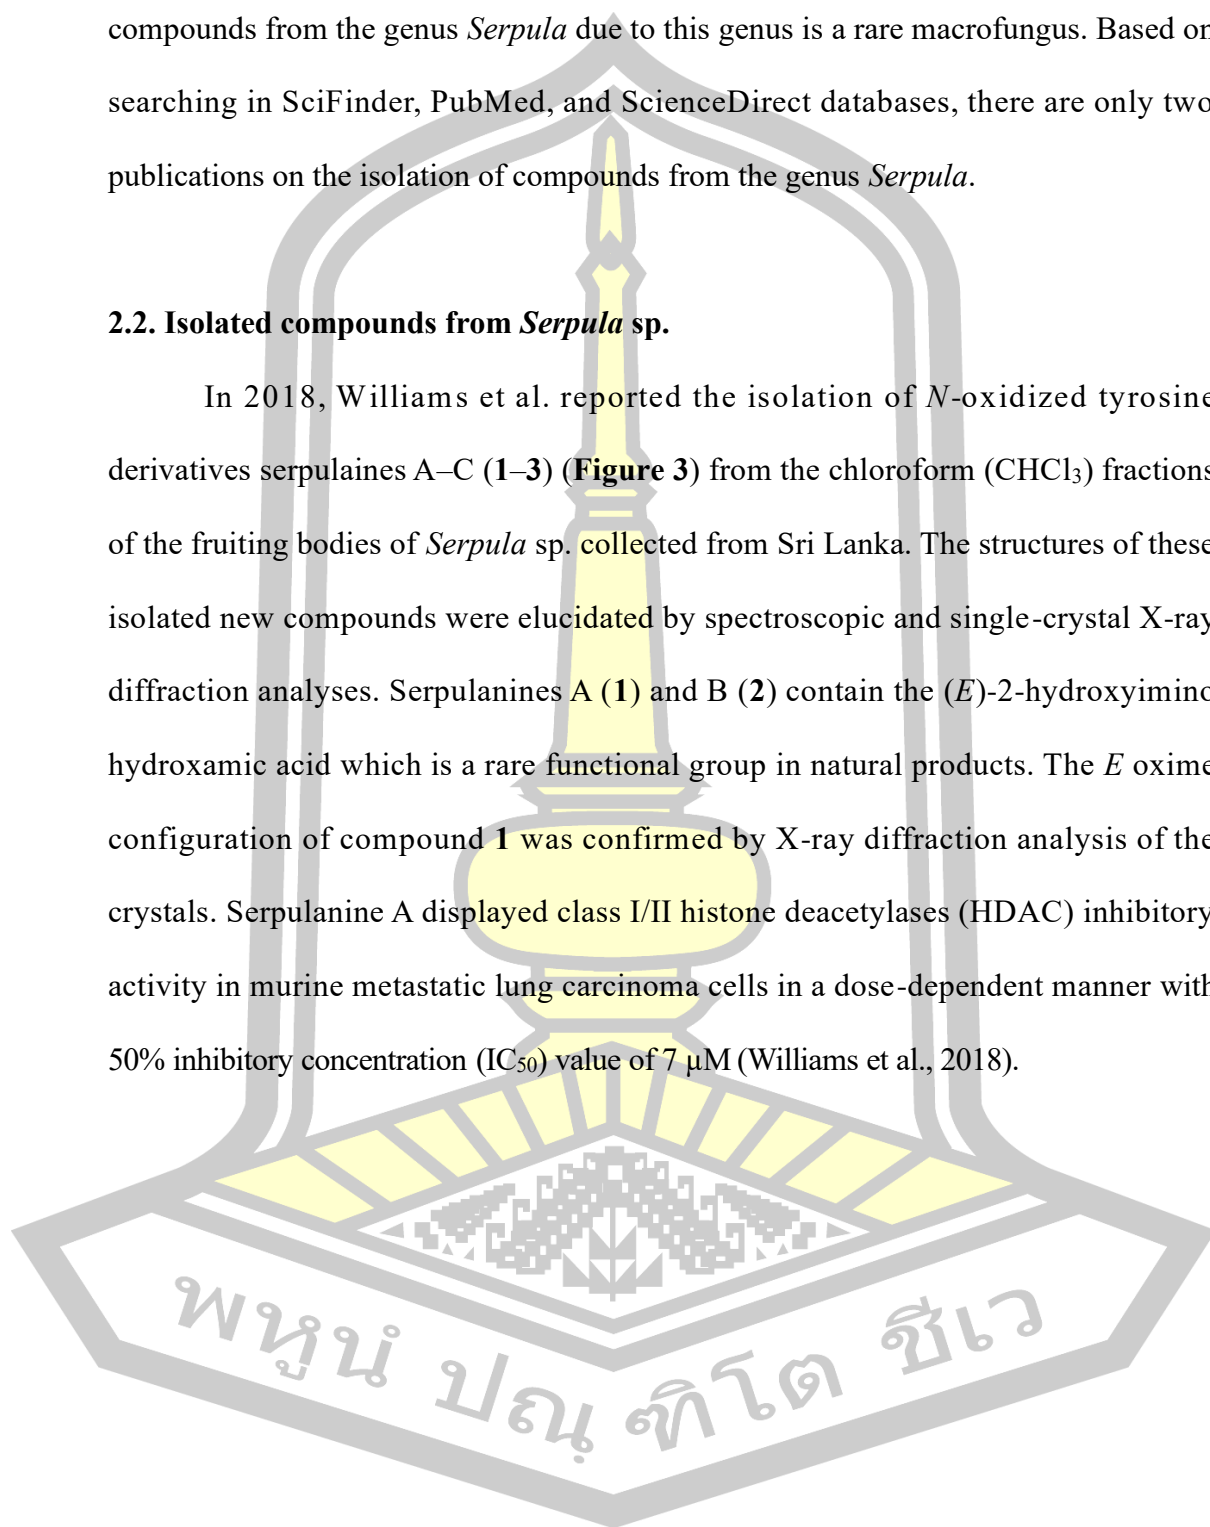 compounds from the genus Serpula due to this genus is a rare macrofungus. Based on
searching in SciFinder, PubMed, and ScienceDirect databases, there are only two
publications on the isolation of compounds from the genus Serpula.
2.2. Isolated compounds from Serpula sp.
In 2018, Williams et al. reported the isolation of N-oxidized tyrosine
derivatives serpulaines A–C (1–3) (Figure 3) from the chloroform (CHCl₃) fractions
of the fruiting bodies of Serpula sp. collected from Sri Lanka. The structures of these
isolated new compounds were elucidated by spectroscopic and single-crystal X-ray
diffraction analyses. Serpulanines A (1) and B (2) contain the (E)-2-hydroxyimino
hydroxamic acid which is a rare functional group in natural products. The E oxime
configuration of compound 1 was confirmed by X-ray diffraction analysis of the
crystals. Serpulanine A displayed class I/II histone deacetylases (HDAC) inhibitory
activity in murine metastatic lung carcinoma cells in a dose-dependent manner with
50% inhibitory concentration (IC₅₀) value of 7 µM (Williams et al., 2018).
พหูนํ ปณฺฑิโต ชีเว